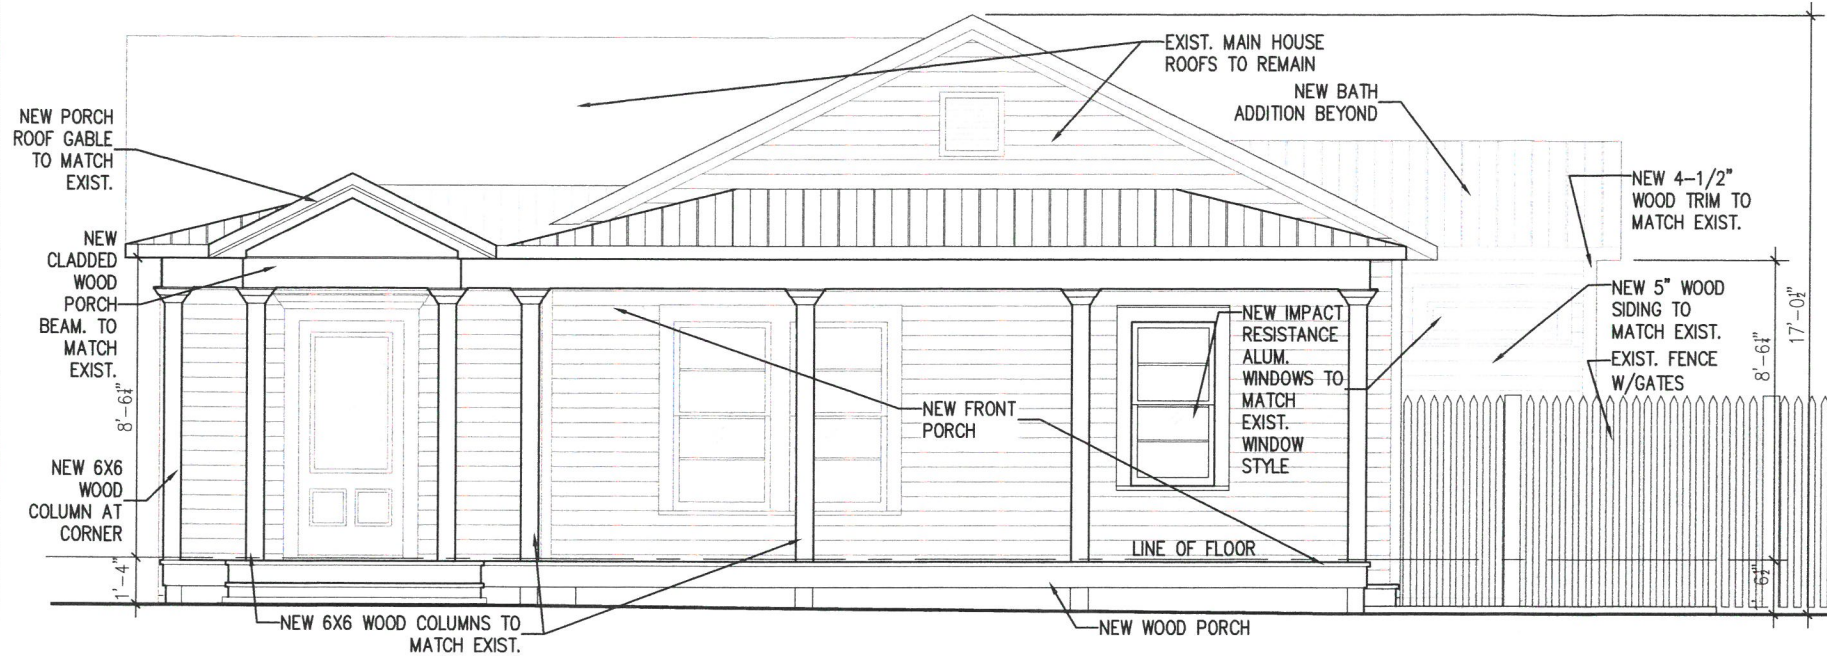 EXIST. MAIN HOUSE
ROOFS TO REMAIN
NEW BATH
ADDITION BEYOND
NEW PORCH
ROOF GABLE
TO MATCH
EXIST.
NEW 4-1/2"
WOOD TRIM TO
MATCH EXIST.
NEW
CLADDED
WOOD
PORCH
BEAM. TO
MATCH
EXIST.
NEW 5" WOOD
SIDING TO
MATCH EXIST.
NEW IMPACT
RESISTANCE
ALUM.
WINDOWS TO
MATCH
EXIST.
WINDOW
STYLE
EXIST. FENCE
W/GATES
17'-0½"
8'-6¼"
8'-6¼"
NEW FRONT
PORCH
NEW 6X6
WOOD
COLUMN AT
CORNER
LINE OF FLOOR
1'-4"
NEW 6X6 WOOD COLUMNS TO
MATCH EXIST.
NEW WOOD PORCH